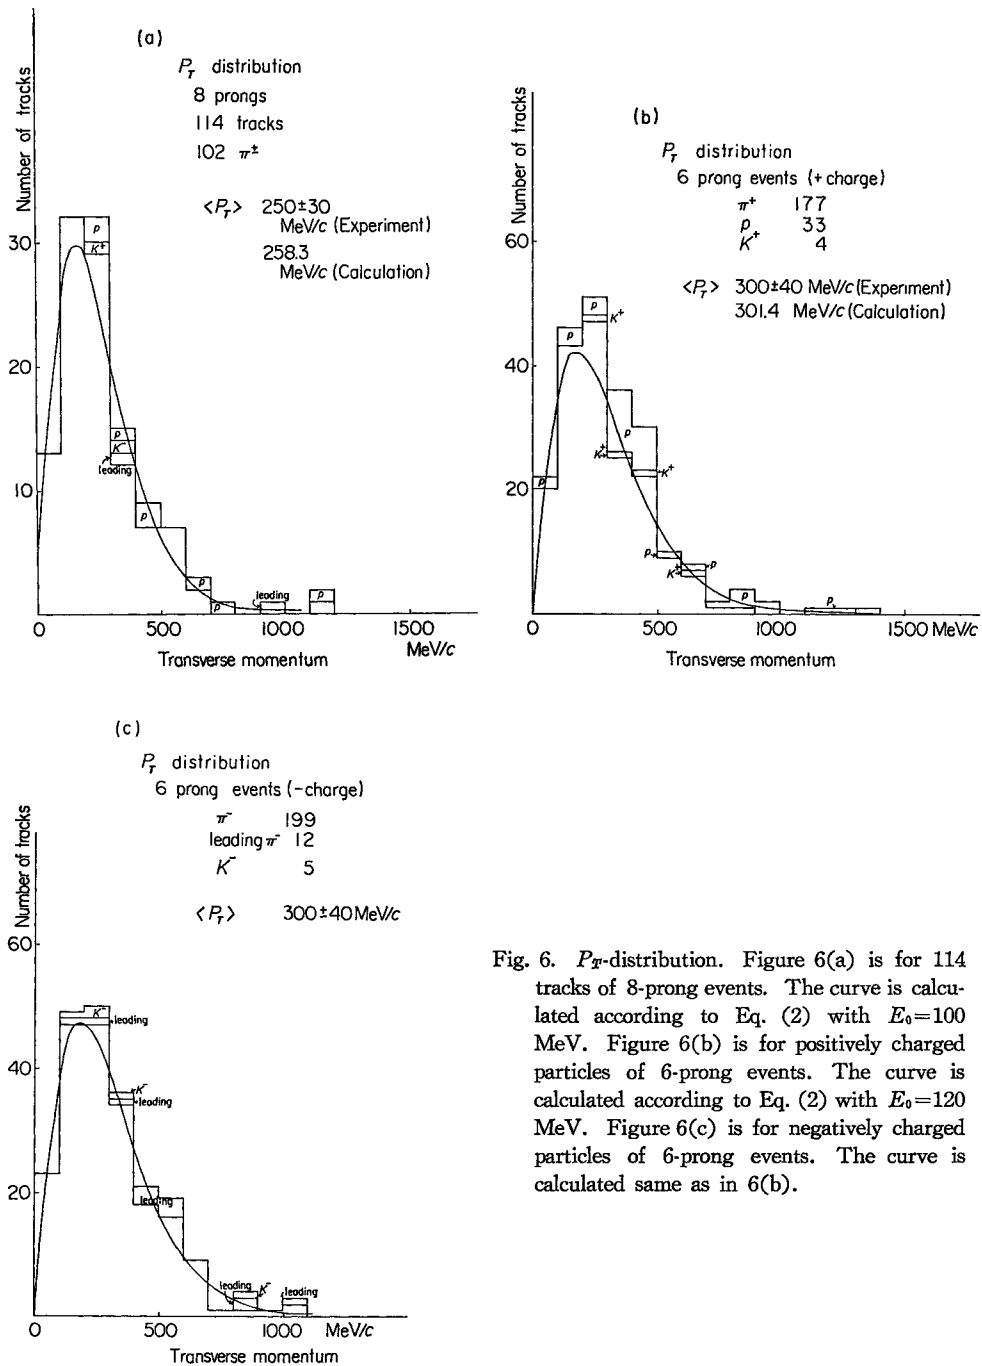 (a)
P_T distribution
8 prongs
114 tracks
102 π±
<P_T> 250±30
MeV/c (Experiment)
258.3
MeV/c (Calculation)
Number of tracks
30
20
10
p
K+
p
K-
leading
p
p
p
leading
p
0
500
1000
1500
MeV/c
Transverse momentum
(b)
P_T distribution
6 prong events (+charge)
π+ 177
p 33
K+ 4
<P_T> 300±40 MeV/c (Experiment)
301.4 MeV/c (Calculation)
Number of tracks
60
40
20
p
p
p
K+
p
K+
K+
p
p
K+
p
p
0
500
1000
1500 MeV/c
Transverse momentum
(c)
P_T distribution
6 prong events (-charge)
π- 199
leading π- 12
K- 5
<P_T> 300±40 MeV/c
Number of tracks
60
40
20
K-
leading
K-
leading
leading
leading
K-
leading
0
500
1000
MeV/c
Transverse momentum
Fig. 6. P_T-distribution. Figure 6(a) is for 114
tracks of 8-prong events. The curve is calcu-
lated according to Eq. (2) with E₀=100
MeV. Figure 6(b) is for positively charged
particles of 6-prong events. The curve is
calculated according to Eq. (2) with E₀=120
MeV. Figure 6(c) is for negatively charged
particles of 6-prong events. The curve is
calculated same as in 6(b).